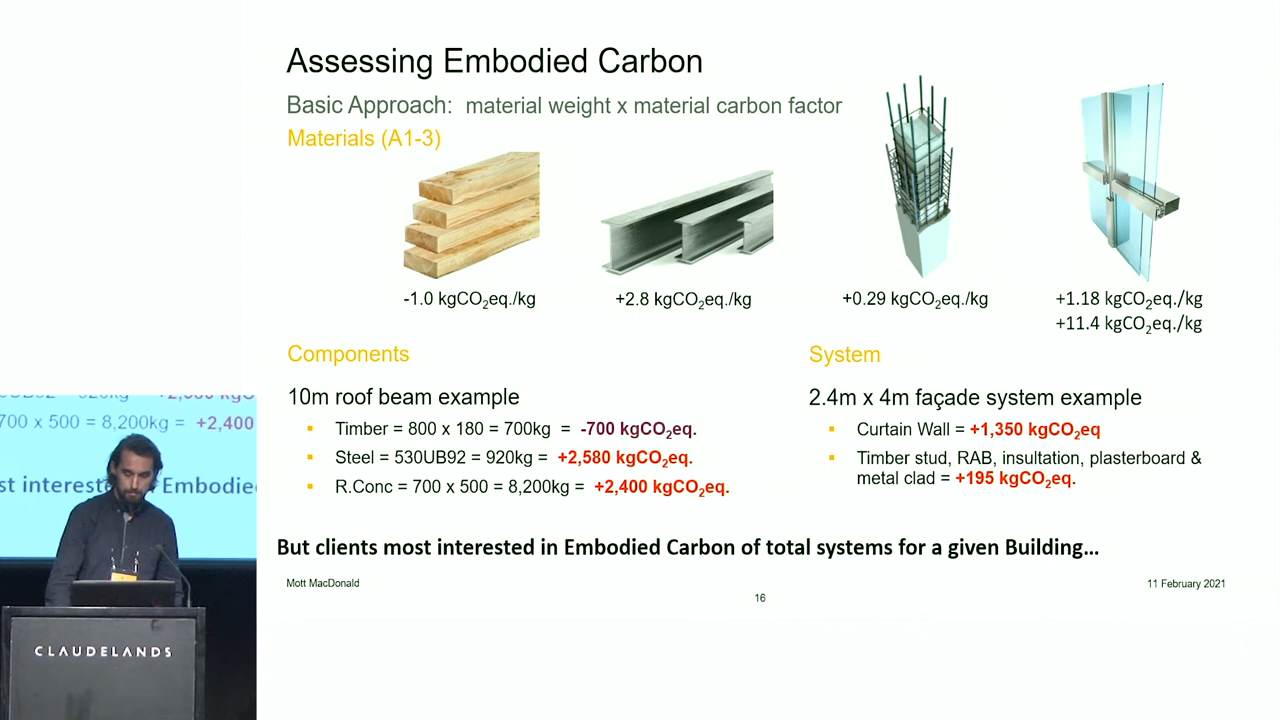 Assessing Embodied Carbon
Basic Approach: material weight x material carbon factor
Materials (A1-3)
-1.0 kgCO₂eq./kg
+2.8 kgCO₂eq./kg
+0.29 kgCO₂eq./kg
+1.18 kgCO₂eq./kg
+11.4 kgCO₂eq./kg
Components
10m roof beam example
▪ Timber = 800 x 180 = 700kg = -700 kgCO₂eq.
▪ Steel = 530UB92 = 920kg = +2,580 kgCO₂eq.
▪ R.Conc = 700 x 500 = 8,200kg = +2,400 kgCO₂eq.
System
2.4m x 4m façade system example
▪ Curtain Wall = +1,350 kgCO₂eq
▪ Timber stud, RAB, insultation, plasterboard &
metal clad = +195 kgCO₂eq.
But clients most interested in Embodied Carbon of total systems for a given Building...
Mott MacDonald
11 February 2021
16
700 x 500 = 8,200kg = +2,400
Embodie
CLAUDELANDS